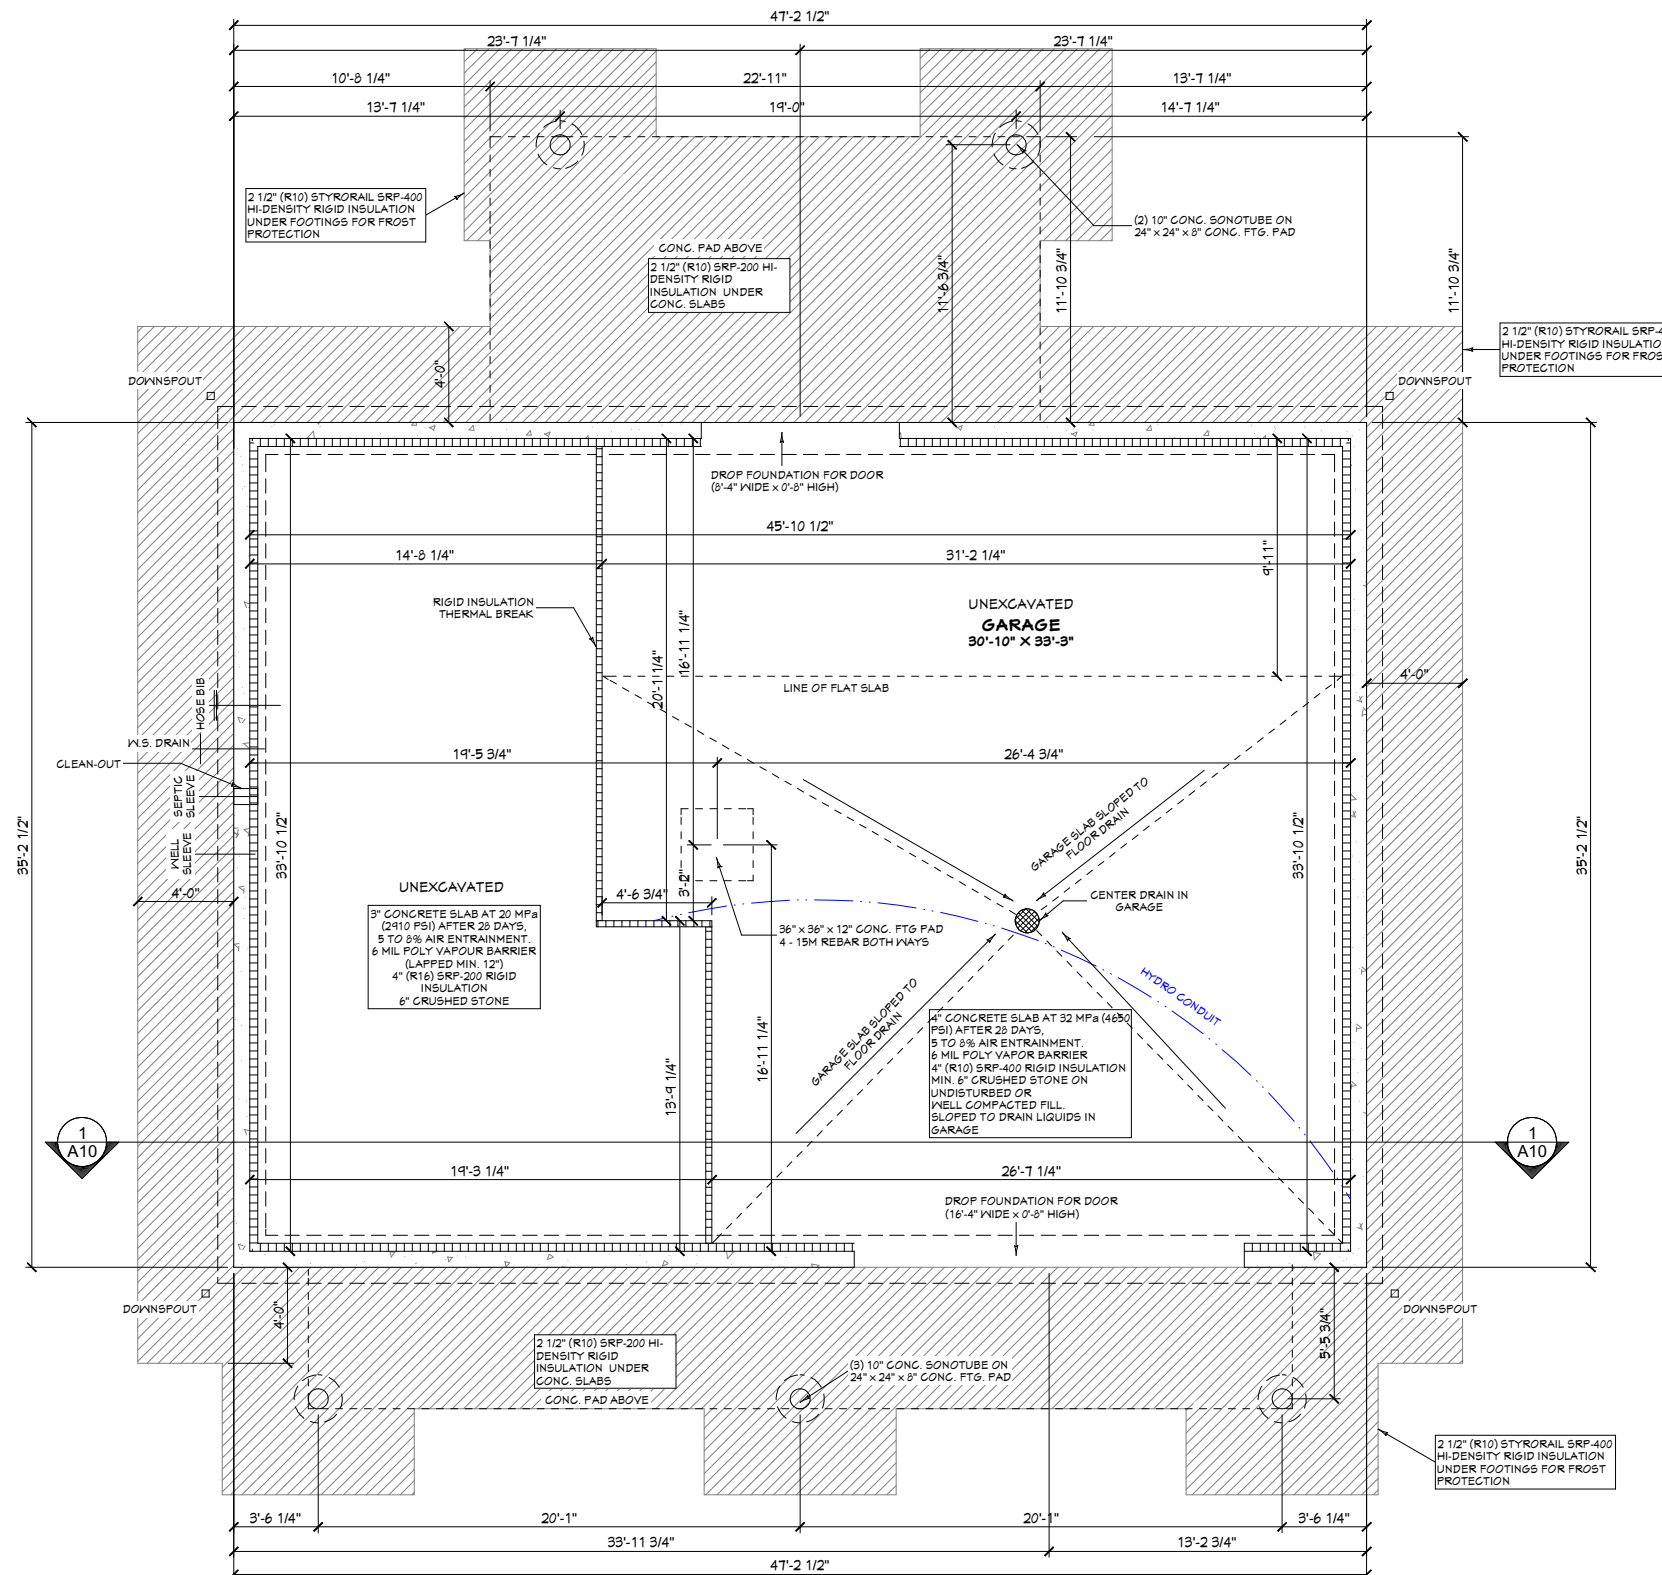 47'-2 1/2"
23'-7 1/4"
23'-7 1/4"
10'-8 1/4"
22'-11"
13'-7 1/4"
13'-7 1/4"
19'-0"
14'-7 1/4"
2 1/2" (R10) STYRORAIL SRP-400
HI-DENSITY RIGID INSULATION
UNDER FOOTINGS FOR FROST
PROTECTION
(2) 10" CONC. SONOTUBE ON
24" x 24" x 8" CONC. FTG. PAD
CONC. PAD ABOVE
2 1/2" (R10) SRP-200 HI-
DENSITY RIGID
INSULATION UNDER
CONC. SLABS
11'-6 3/4"
11'-10 3/4"
11'-10 3/4"
2 1/2" (R10) STYRORAIL SRP-4
HI-DENSITY RIGID INSULATIO
UNDER FOOTINGS FOR FROS
PROTECTION
4'-0"
DOWNSPOUT
DOWNSPOUT
DROP FOUNDATION FOR DOOR
(8'-4" WIDE x 0'-8" HIGH)
45'-10 1/2"
14'-8 1/4"
31'-2 1/4"
9'-11"
RIGID INSULATION
THERMAL BREAK
UNEXCAVATED
GARAGE
30'-10" X 33'-3"
16'-11 1/4"
20'-1 1/4"
LINE OF FLAT SLAB
4'-0"
HOSE BIB
W.S. DRAIN
CLEAN-OUT
19'-5 3/4"
26'-4 3/4"
SEPTIC
SLEEVE
WELL
SLEEVE
GARAGE SLAB SLOPED TO
FLOOR DRAIN
35'-2 1/2"
33'-10 1/2"
33'-10 1/2"
35'-2 1/2"
4'-0"
UNEXCAVATED
4'-6 3/4"
3'-2"
CENTER DRAIN IN
GARAGE
3" CONCRETE SLAB AT 20 MPa
(2910 PSI) AFTER 28 DAYS,
5 TO 8% AIR ENTRAINMENT.
6 MIL POLY VAPOUR BARRIER
(LAPPED MIN. 12")
4" (R16) SRP-200 RIGID
INSULATION
6" CRUSHED STONE
36" x 36" x 12" CONC. FTG PAD
4 - 15M REBAR BOTH WAYS
HYDRO CONDUIT
GARAGE SLAB SLOPED TO
FLOOR DRAIN
4" CONCRETE SLAB AT 32 MPa (4650
PSI) AFTER 28 DAYS,
5 TO 8% AIR ENTRAINMENT.
6 MIL POLY VAPOR BARRIER
4" (R10) SRP-400 RIGID INSULATION
MIN. 6" CRUSHED STONE ON
UNDISTURBED OR
WELL COMPACTED FILL.
SLOPED TO DRAIN LIQUIDS IN
GARAGE
16'-11 1/4"
13'-9 1/4"
1
A10
1
A10
19'-3 1/4"
26'-7 1/4"
DROP FOUNDATION FOR DOOR
(16'-4" WIDE x 0'-8" HIGH)
DOWNSPOUT
DOWNSPOUT
4'-0"
5'-5 3/4"
2 1/2" (R10) SRP-200 HI-
DENSITY RIGID
INSULATION UNDER
CONC. SLABS
CONC. PAD ABOVE
(3) 10" CONC. SONOTUBE ON
24" x 24" x 8" CONC. FTG. PAD
2 1/2" (R10) STYRORAIL SRP-400
HI-DENSITY RIGID INSULATION
UNDER FOOTINGS FOR FROST
PROTECTION
3'-6 1/4"
20'-1"
20'-1"
3'-6 1/4"
33'-11 3/4"
13'-2 3/4"
47'-2 1/2"